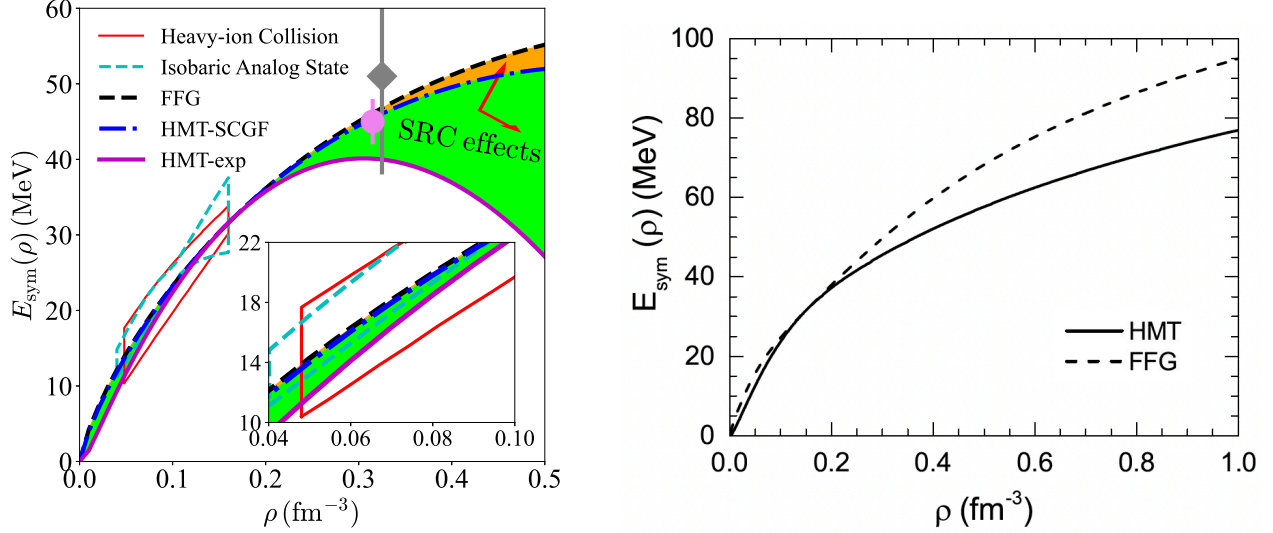 60
50
40
30
20
10
0
E_sym(ρ) (MeV)
Heavy-ion Collision
Isobaric Analog State
FFG
HMT-SCGF
HMT-exp
SRC effects
22
18
14
10
0.04 0.06 0.08 0.10
0.0 0.1 0.2 0.3 0.4 0.5
ρ (fm⁻³)
100
80
60
40
20
0
E_sym (ρ) (MeV)
HMT
FFG
0.0 0.2 0.4 0.6 0.8 1.0
ρ (fm⁻³)